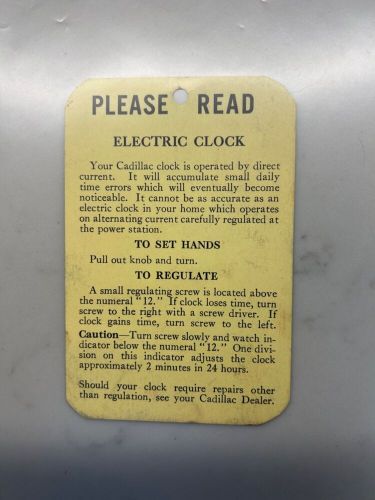 PLEASE READ
ELECTRIC CLOCK
Your Cadillac clock is operated by direct
current. It will accumulate small daily
time errors which will eventually become
noticeable. It cannot be as accurate as an
electric clock in your home which operates
on alternating current carefully regulated at
the power station.
TO SET HANDS
Pull out knob and turn.
TO REGULATE
A small regulating screw is located above
the numeral "12." If clock loses time, turn
screw to the right with a screw driver. If
clock gains time, turn screw to the left.
Caution—Turn screw slowly and watch in-
dicator below the numeral "12." One divi-
sion on this indicator adjusts the clock
approximately 2 minutes in 24 hours.
Should your clock require repairs other
than regulation, see your Cadillac Dealer.